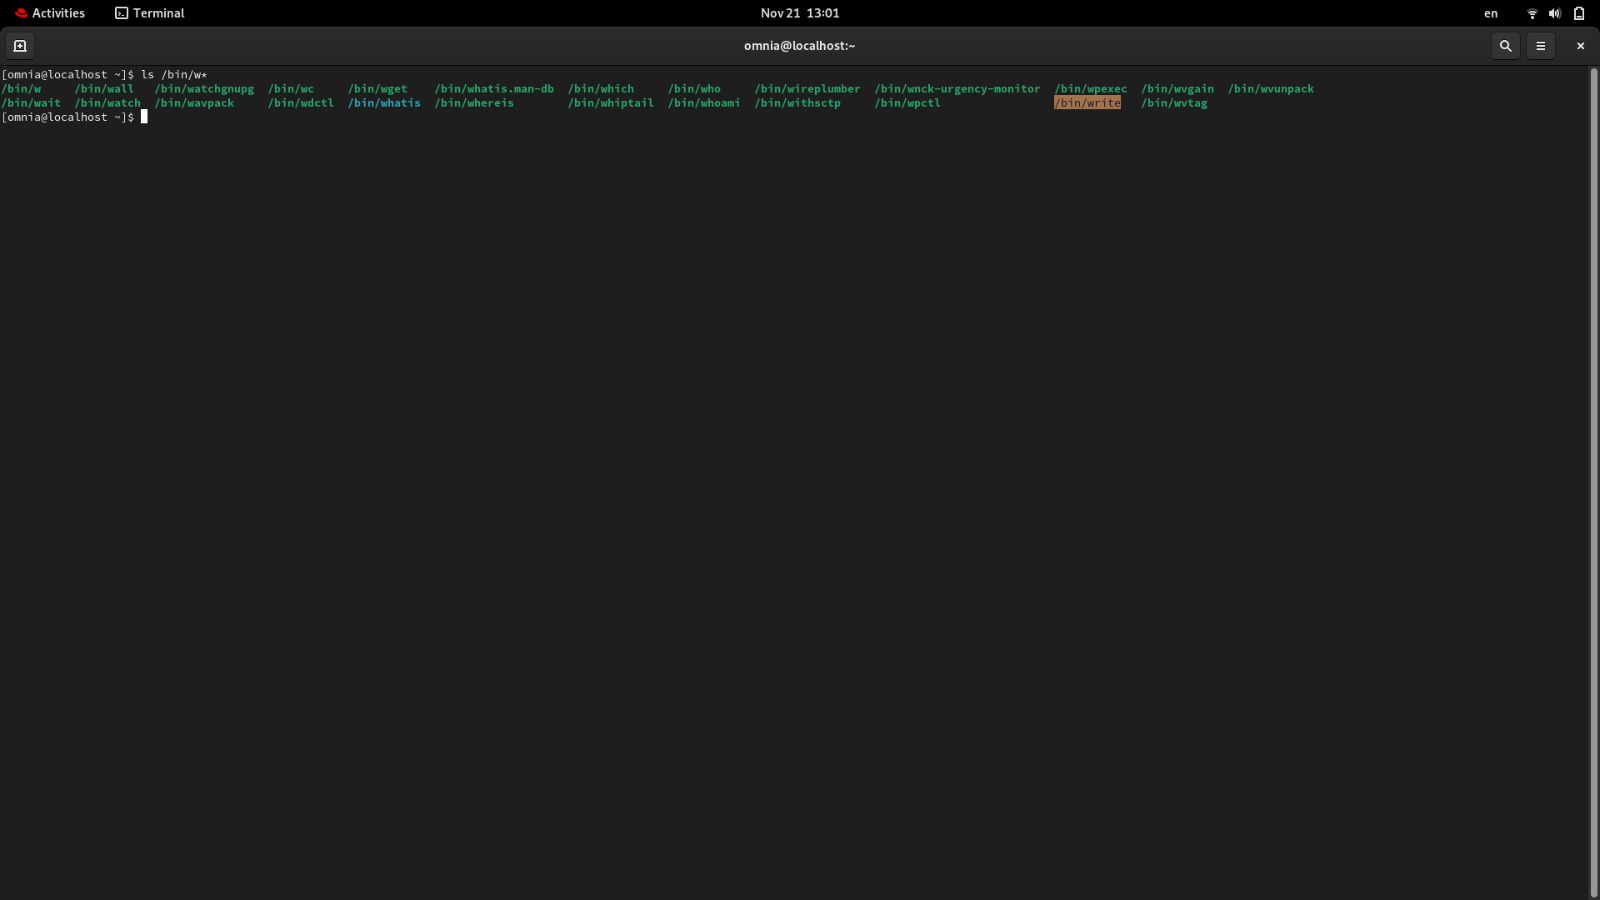 Activities Terminal Nov 21 13:01 en
omnia@localhost:~
[omnia@localhost ~]$ ls /bin/w*
/bin/w /bin/wall /bin/watchgnupg /bin/wc /bin/wget /bin/whatis.man-db /bin/which /bin/who /bin/wireplumber /bin/wnck-urgency-monitor /bin/wpexec /bin/wvgain /bin/wvunpack
/bin/wait /bin/watch /bin/wavpack /bin/wdctl /bin/whatis /bin/whereis /bin/whiptail /bin/whoami /bin/withsctp /bin/wpctl /bin/write /bin/wvtag
[omnia@localhost ~]$